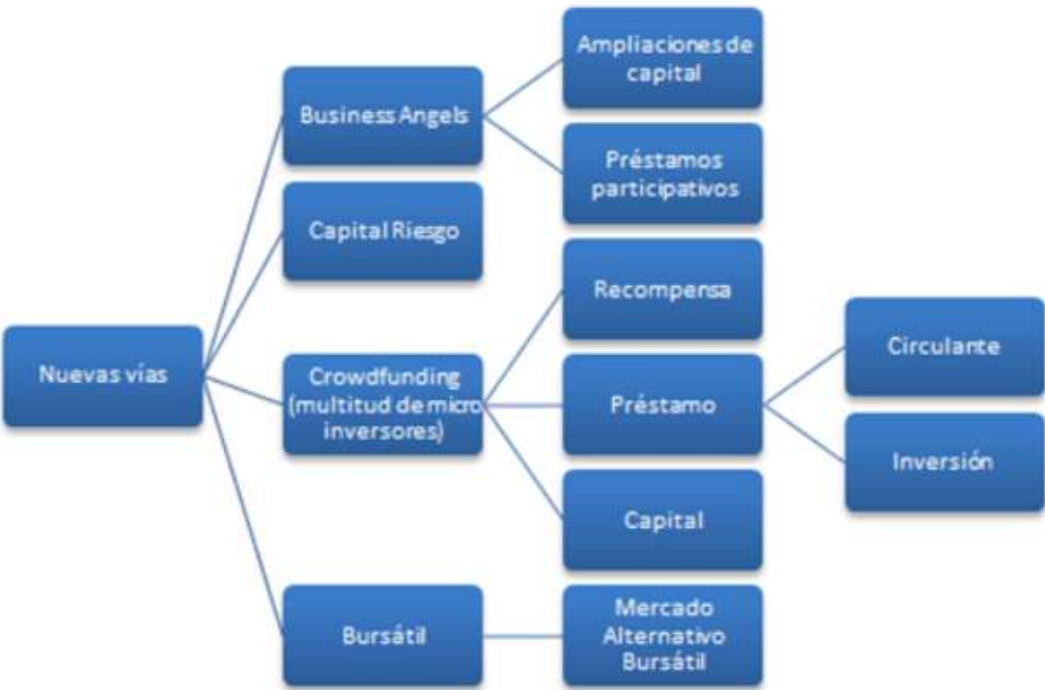 Nuevas vías
Business Angels
Ampliaciones de
capital
Préstamos
participativos
Capital Riesgo
Crowdfunding
(multitud de micro
inversores)
Recompensa
Préstamo
Circulante
Inversión
Capital
Bursátil
Mercado
Alternativo
Bursátil